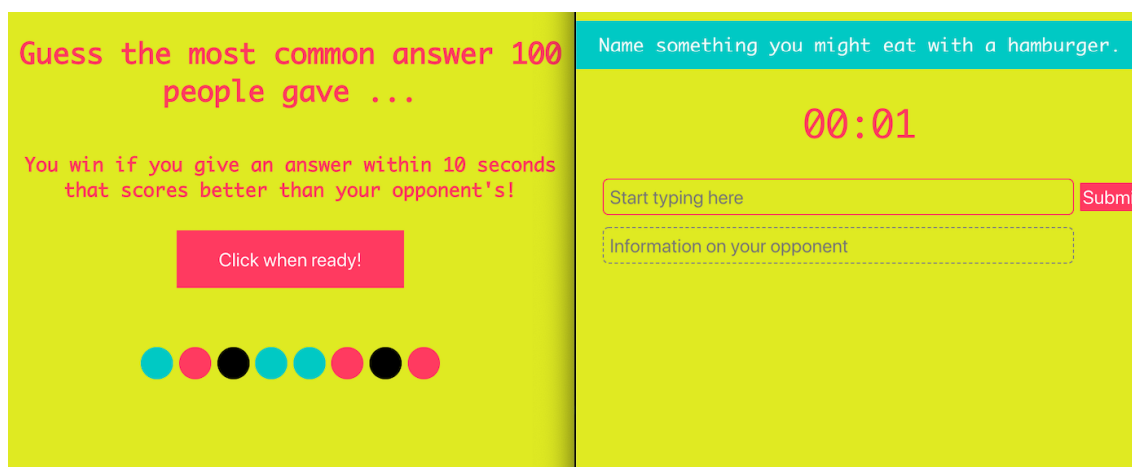 Guess the most common answer 100
people gave ...
You win if you give an answer within 10 seconds
that scores better than your opponent's!
Click when ready!
Name something you might eat with a hamburger.
00:01
Start typing here
Submi
Information on your opponent